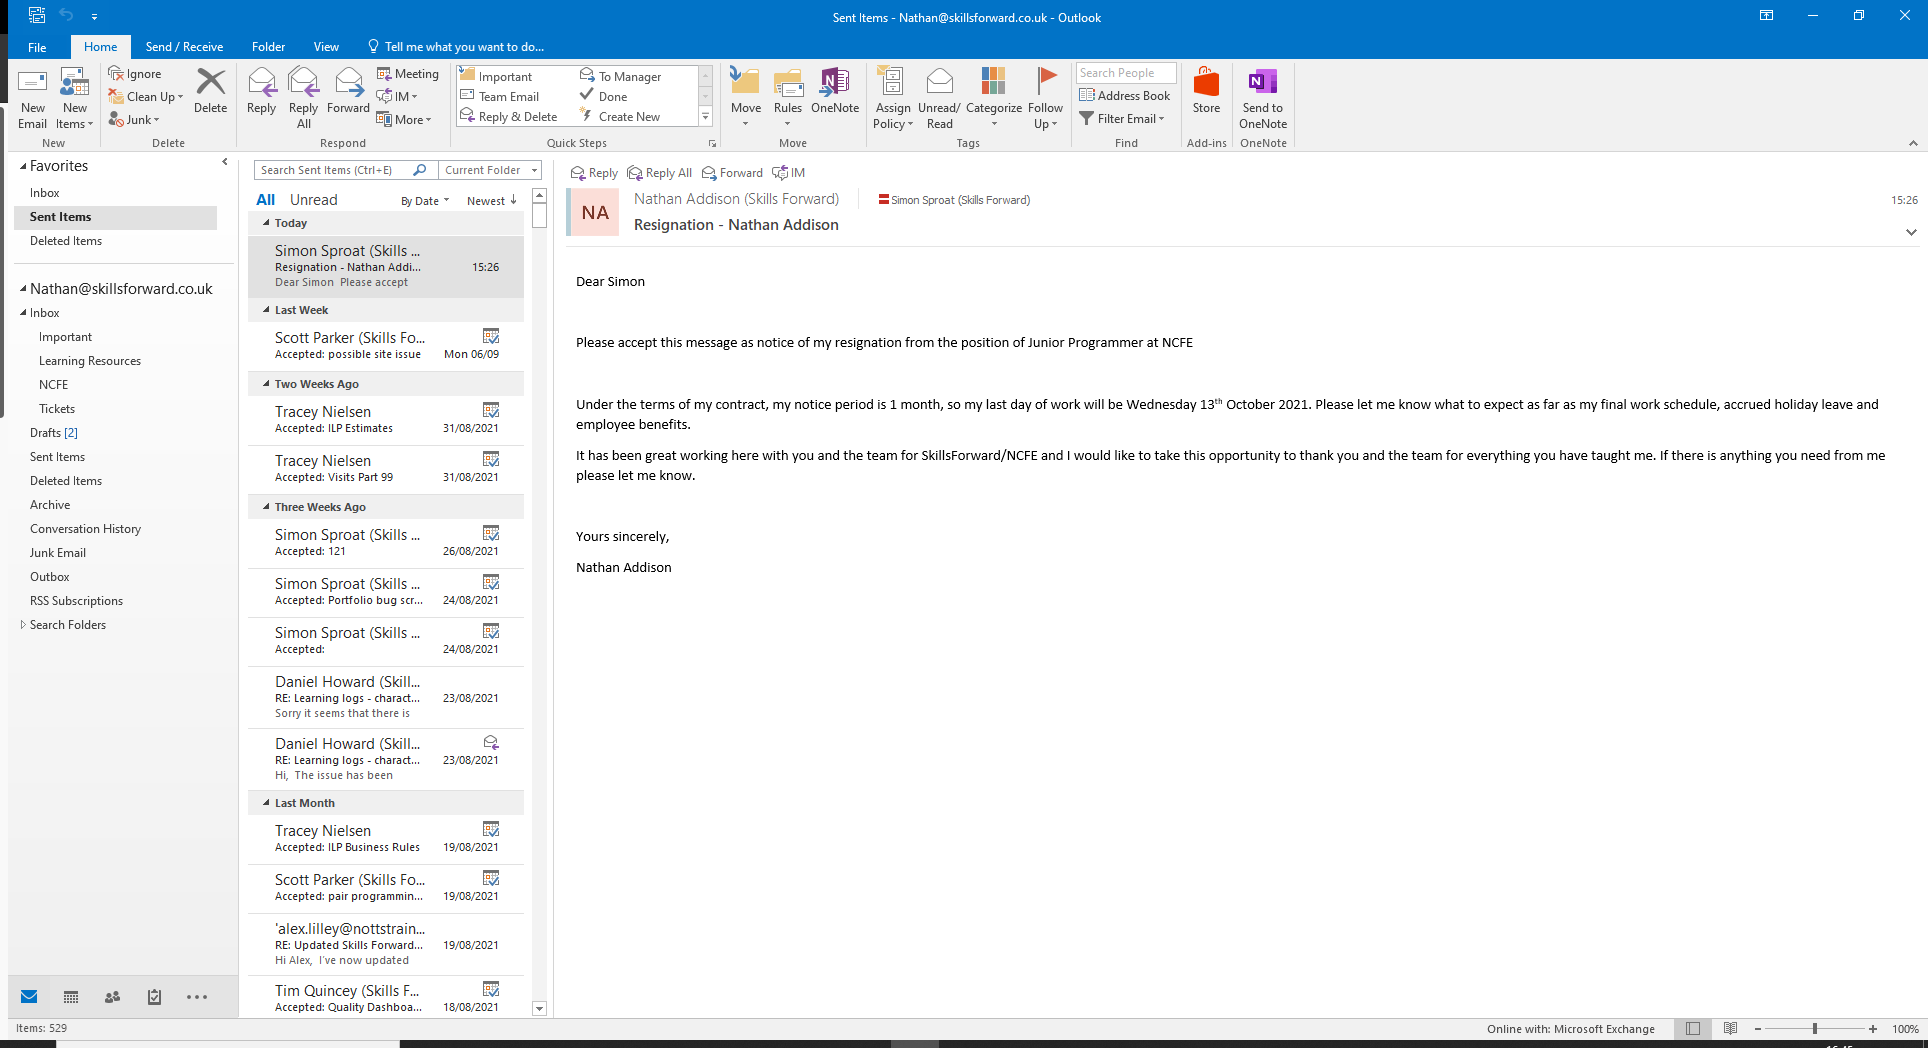 Sent Items - Nathan@skillsforward.co.uk - Outlook
File Home Send / Receive Folder View Tell me what you want to do...
New Email
New Items
New
Ignore
Clean Up
Junk
Delete
Delete
Reply
Reply All
Forward
Meeting
IM
More
Respond
Important
Team Email
Reply & Delete
To Manager
Done
Create New
Quick Steps
Move
Rules
OneNote
Move
Assign Policy
Unread/ Read
Categorize
Follow Up
Tags
Search People
Address Book
Filter Email
Find
Store
Add-ins
Send to OneNote
OneNote
Favorites
Inbox
Sent Items
Deleted Items
Nathan@skillsforward.co.uk
Inbox
Important
Learning Resources
NCFE
Tickets
Drafts [2]
Sent Items
Deleted Items
Archive
Conversation History
Junk Email
Outbox
RSS Subscriptions
Search Folders
Items: 529
Search Sent Items (Ctrl+E) Current Folder
All Unread By Date Newest
Today
Simon Sproat (Skills ...
Resignation - Nathan Addi... 15:26
Dear Simon Please accept
Last Week
Scott Parker (Skills Fo...
Accepted: possible site issue Mon 06/09
Two Weeks Ago
Tracey Nielsen
Accepted: ILP Estimates 31/08/2021
Tracey Nielsen
Accepted: Visits Part 99 31/08/2021
Three Weeks Ago
Simon Sproat (Skills ...
Accepted: 121 26/08/2021
Simon Sproat (Skills ...
Accepted: Portfolio bug scr... 24/08/2021
Simon Sproat (Skills ...
Accepted: 24/08/2021
Daniel Howard (Skill...
RE: Learning logs - charact... 23/08/2021
Sorry it seems that there is
Daniel Howard (Skill...
RE: Learning logs - charact... 23/08/2021
Hi, The issue has been
Last Month
Tracey Nielsen
Accepted: ILP Business Rules 19/08/2021
Scott Parker (Skills Fo...
Accepted: pair programmin... 19/08/2021
'alex.lilley@nottstrain...
RE: Updated Skills Forward... 19/08/2021
Hi Alex, I've now updated
Tim Quincey (Skills F...
Accepted: Quality Dashboa... 18/08/2021
Reply Reply All Forward IM
NA
Nathan Addison (Skills Forward) Simon Sproat (Skills Forward) 15:26
Resignation - Nathan Addison
Dear Simon
Please accept this message as notice of my resignation from the position of Junior Programmer at NCFE
Under the terms of my contract, my notice period is 1 month, so my last day of work will be Wednesday 13th October 2021. Please let me know what to expect as far as my final work schedule, accrued holiday leave and
employee benefits.
It has been great working here with you and the team for SkillsForward/NCFE and I would like to take this opportunity to thank you and the team for everything you have taught me. If there is anything you need from me
please let me know.
Yours sincerely,
Nathan Addison
Online with: Microsoft Exchange 100%